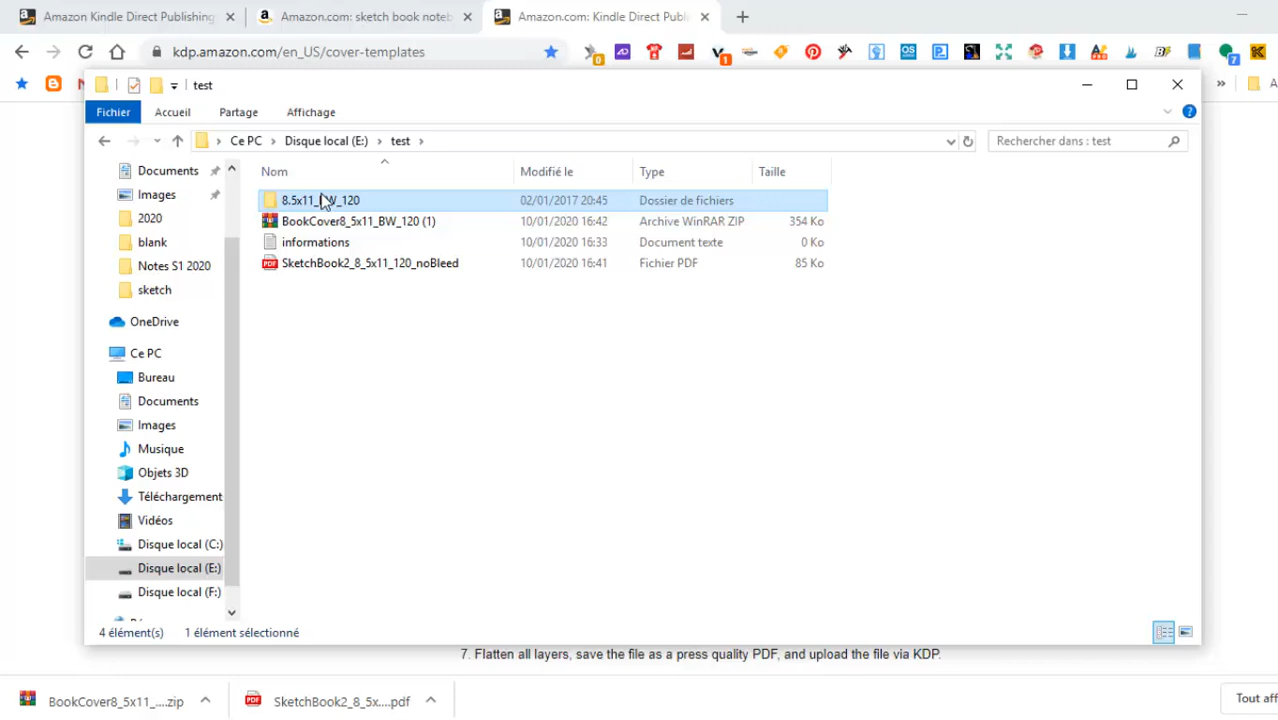 Amazon Kindle Direct Publishing
Amazon.com: sketch book noteb
Amazon.com: Kindle Direct Publi
kdp.amazon.com/en_US/cover-templates
test
Fichier Accueil Partage Affichage
Ce PC > Disque local (E:) > test >
Rechercher dans : test
Nom Modifié le Type Taille
Documents
Images
2020
blank
Notes S1 2020
sketch
OneDrive
Ce PC
Bureau
Documents
Images
Musique
Objets 3D
Téléchargement
Vidéos
Disque local (C:)
Disque local (E:)
Disque local (F:)
8.5x11_BW_120 02/01/2017 20:45 Dossier de fichiers
BookCover8_5x11_BW_120 (1) 10/01/2020 16:42 Archive WinRAR ZIP 354 Ko
informations 10/01/2020 16:33 Document texte 0 Ko
SketchBook2_8_5x11_120_noBleed 10/01/2020 16:41 Fichier PDF 85 Ko
4 élément(s) 1 élément sélectionné
7. Flatten all layers, save the file as a press quality PDF, and upload the file via KDP.
BookCover8_5x11_....zip
SketchBook2_8_5x....pdf
Tout aff